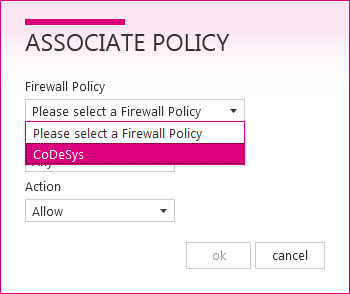 ASSOCIATE POLICY
Firewall Policy
Please select a Firewall Policy
Please select a Firewall Policy
CoDeSys
Action
Allow
ok
cancel